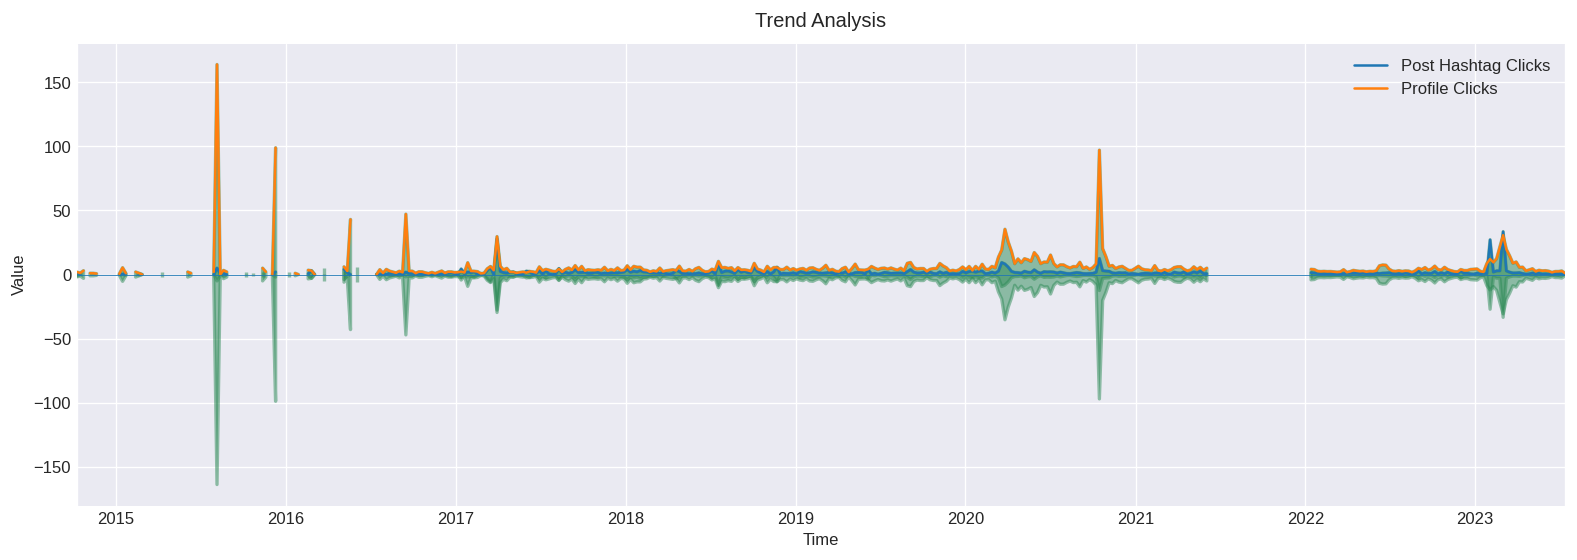 Trend Analysis
Post Hashtag Clicks
Profile Clicks
150
100
50
0
−50
−100
−150
Value
2015 2016 2017 2018 2019 2020 2021 2022 2023
Time